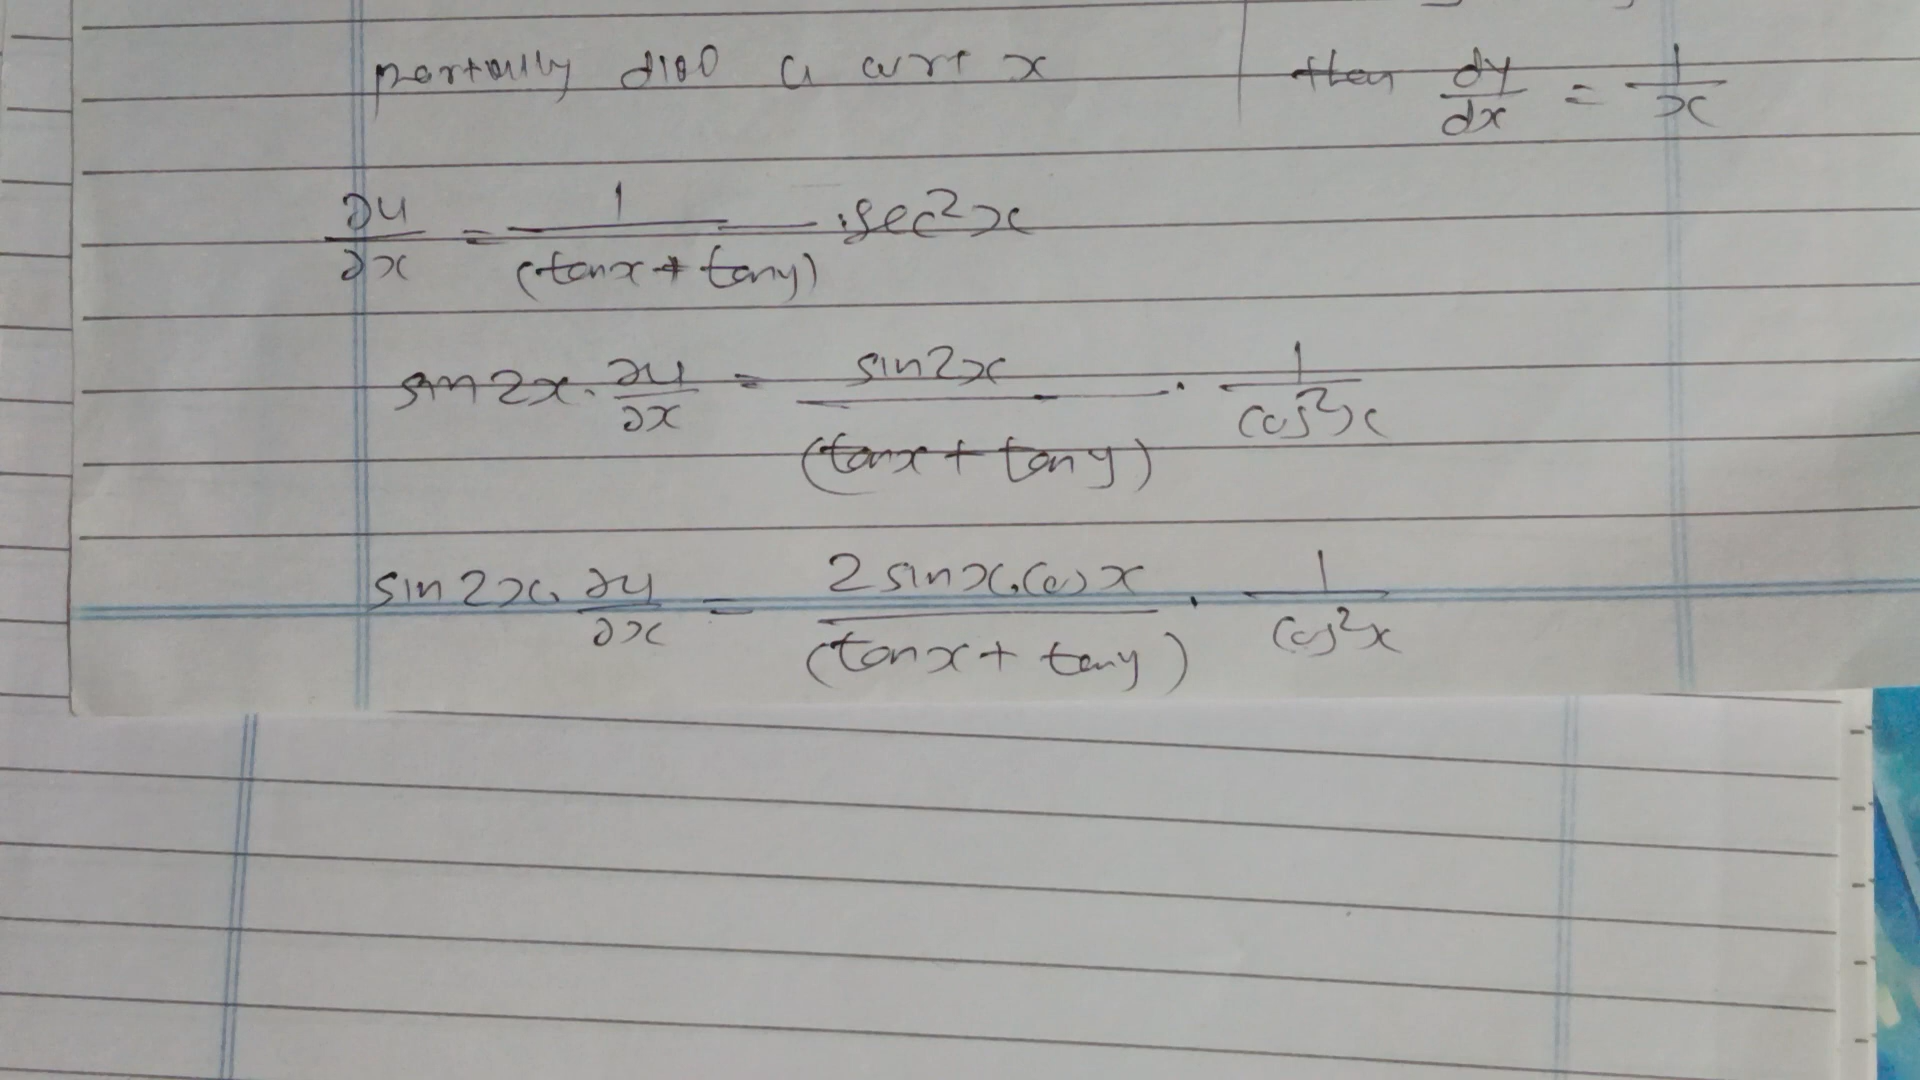 partially diff u w.r.t x
then dy/dx = 1/x
∂u/∂x = 1/(tanx + tany) . sec²x
sin2x . ∂u/∂x = sin2x/(tanx + tany) . 1/cos²x
sin2x . ∂u/∂x = 2 sinx.cosx/(tanx + tany) . 1/cos²x